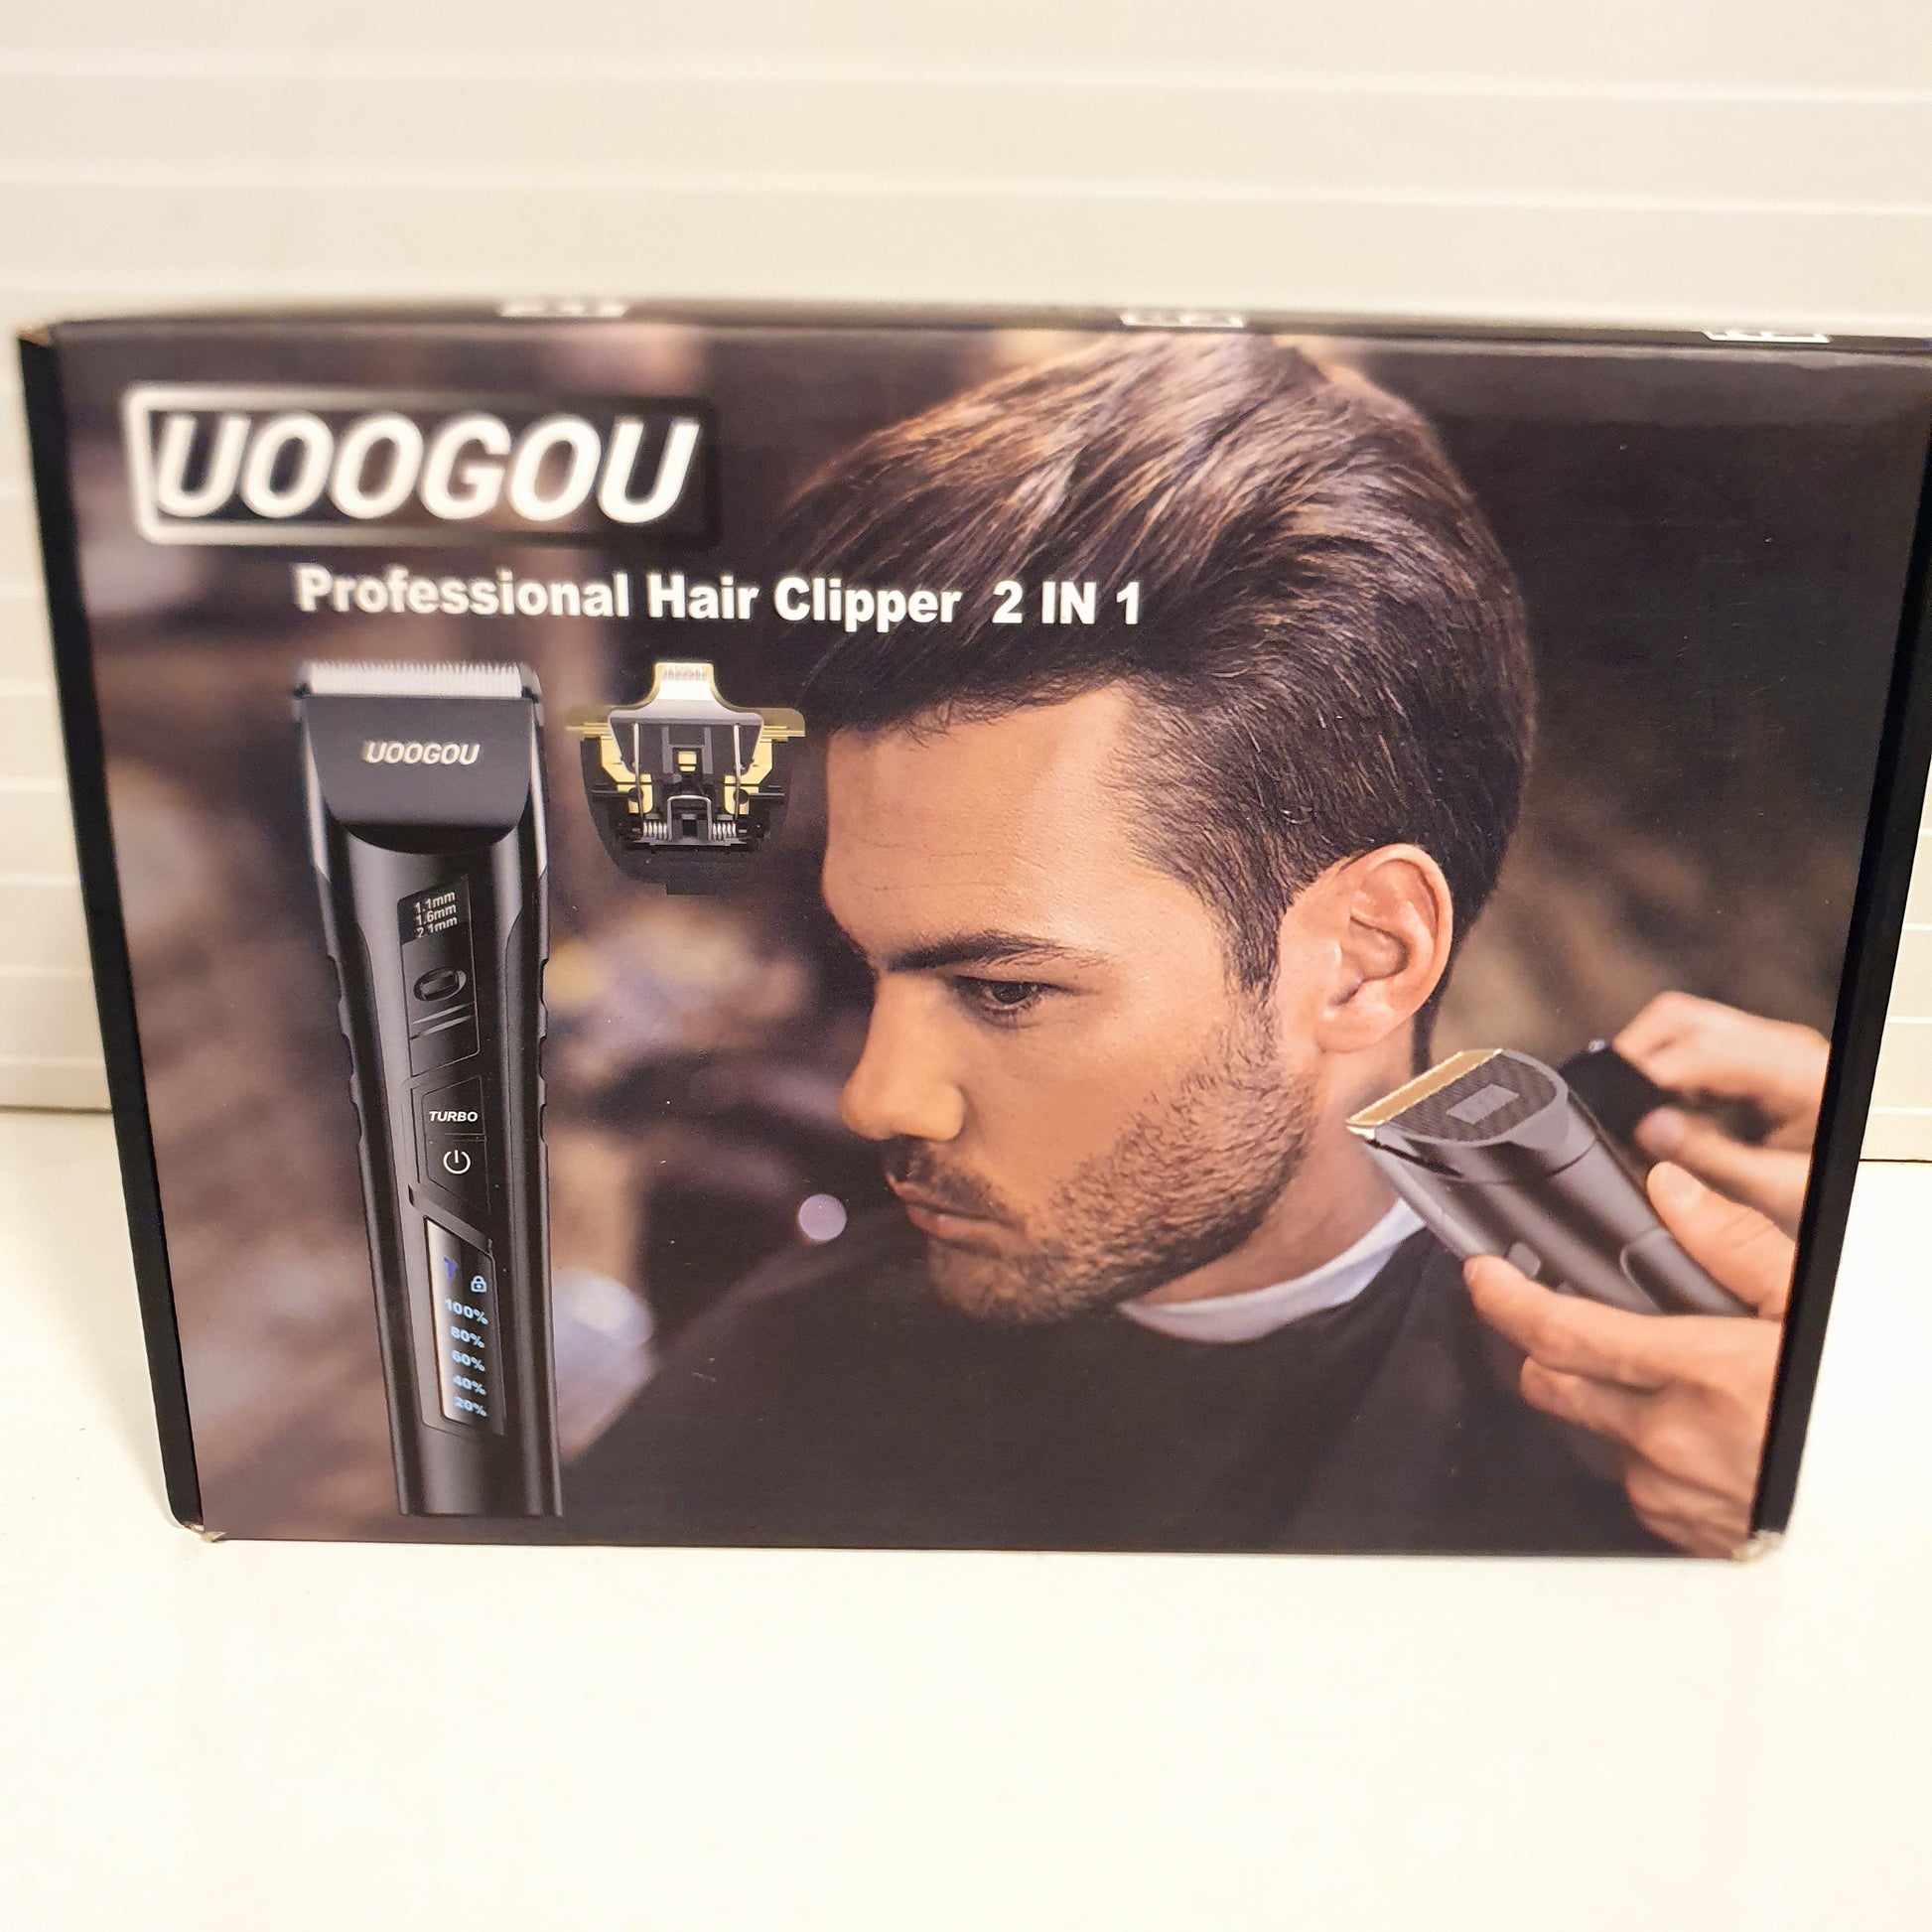 UOOGOU
Professional Hair Clipper 2 IN 1
UOOGOU
1.1mm
1.6mm
2.1mm
TURBO
100%
80%
60%
40%
20%